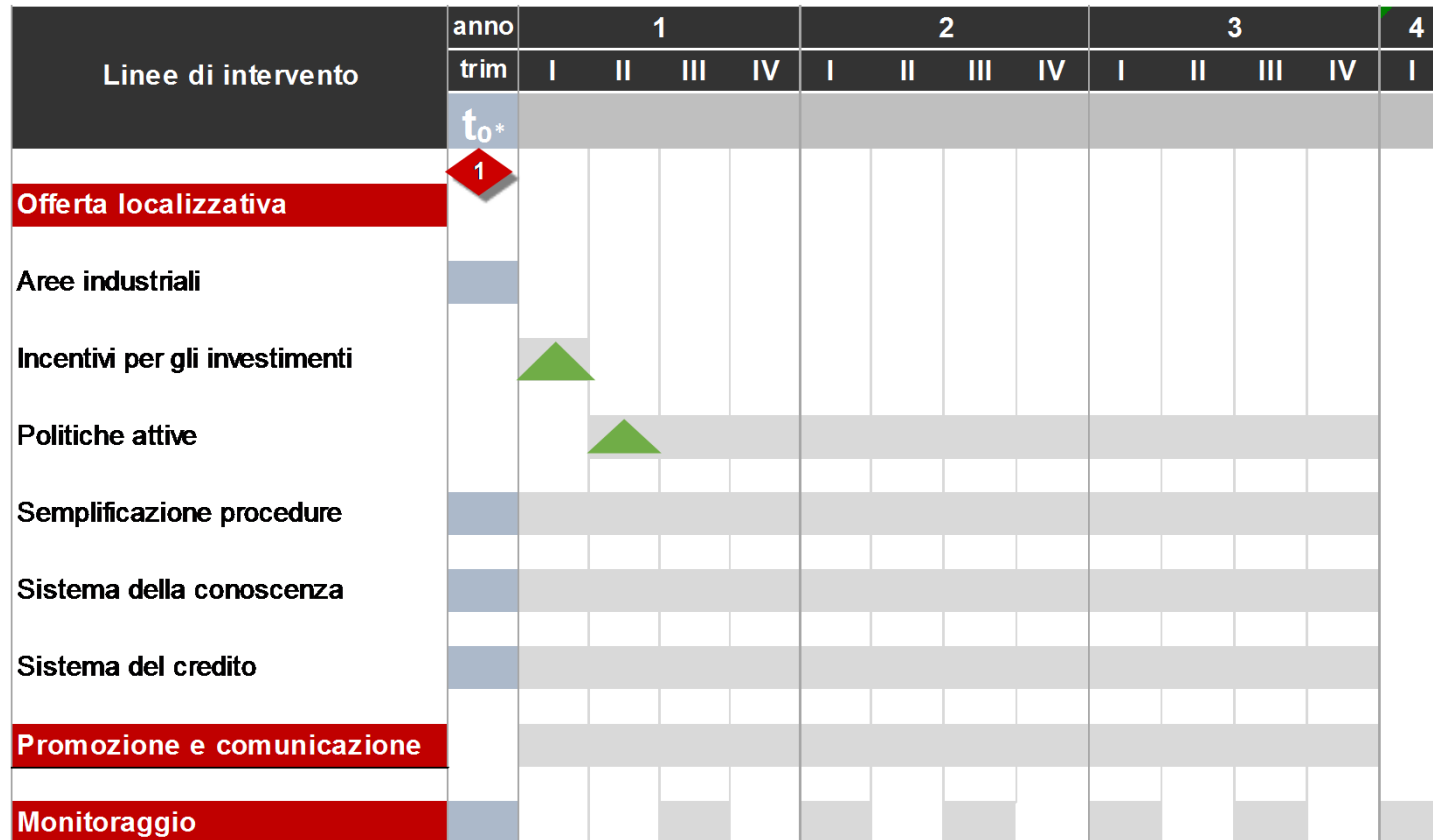 anno 1 2 3 4
Linee di intervento
trim I II III IV I II III IV I II III IV I
t0*
1
Offerta localizzativa
Aree industriali
Incentivi per gli investimenti
Politiche attive
Semplificazione procedure
Sistema della conoscenza
Sistema del credito
Promozione e comunicazione
Monitoraggio